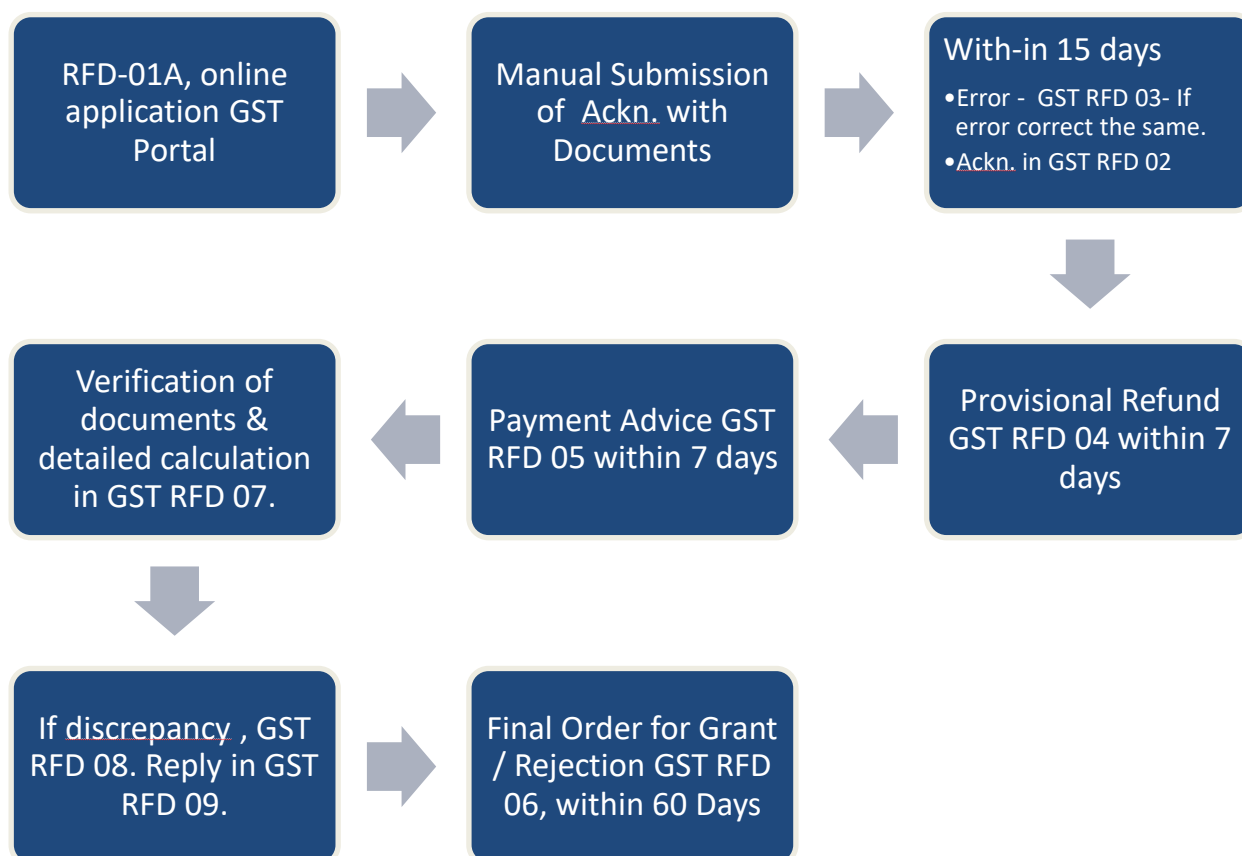 RFD-01A, online
application GST
Portal
Manual Submission
of Ackn. with
Documents
With-in 15 days
•Error - GST RFD 03- If
error correct the same.
•Ackn. in GST RFD 02
Provisional Refund
GST RFD 04 within 7
days
Payment Advice GST
RFD 05 within 7 days
Verification of
documents &
detailed calculation
in GST RFD 07.
If discrepancy , GST
RFD 08. Reply in GST
RFD 09.
Final Order for Grant
/ Rejection GST RFD
06, within 60 Days